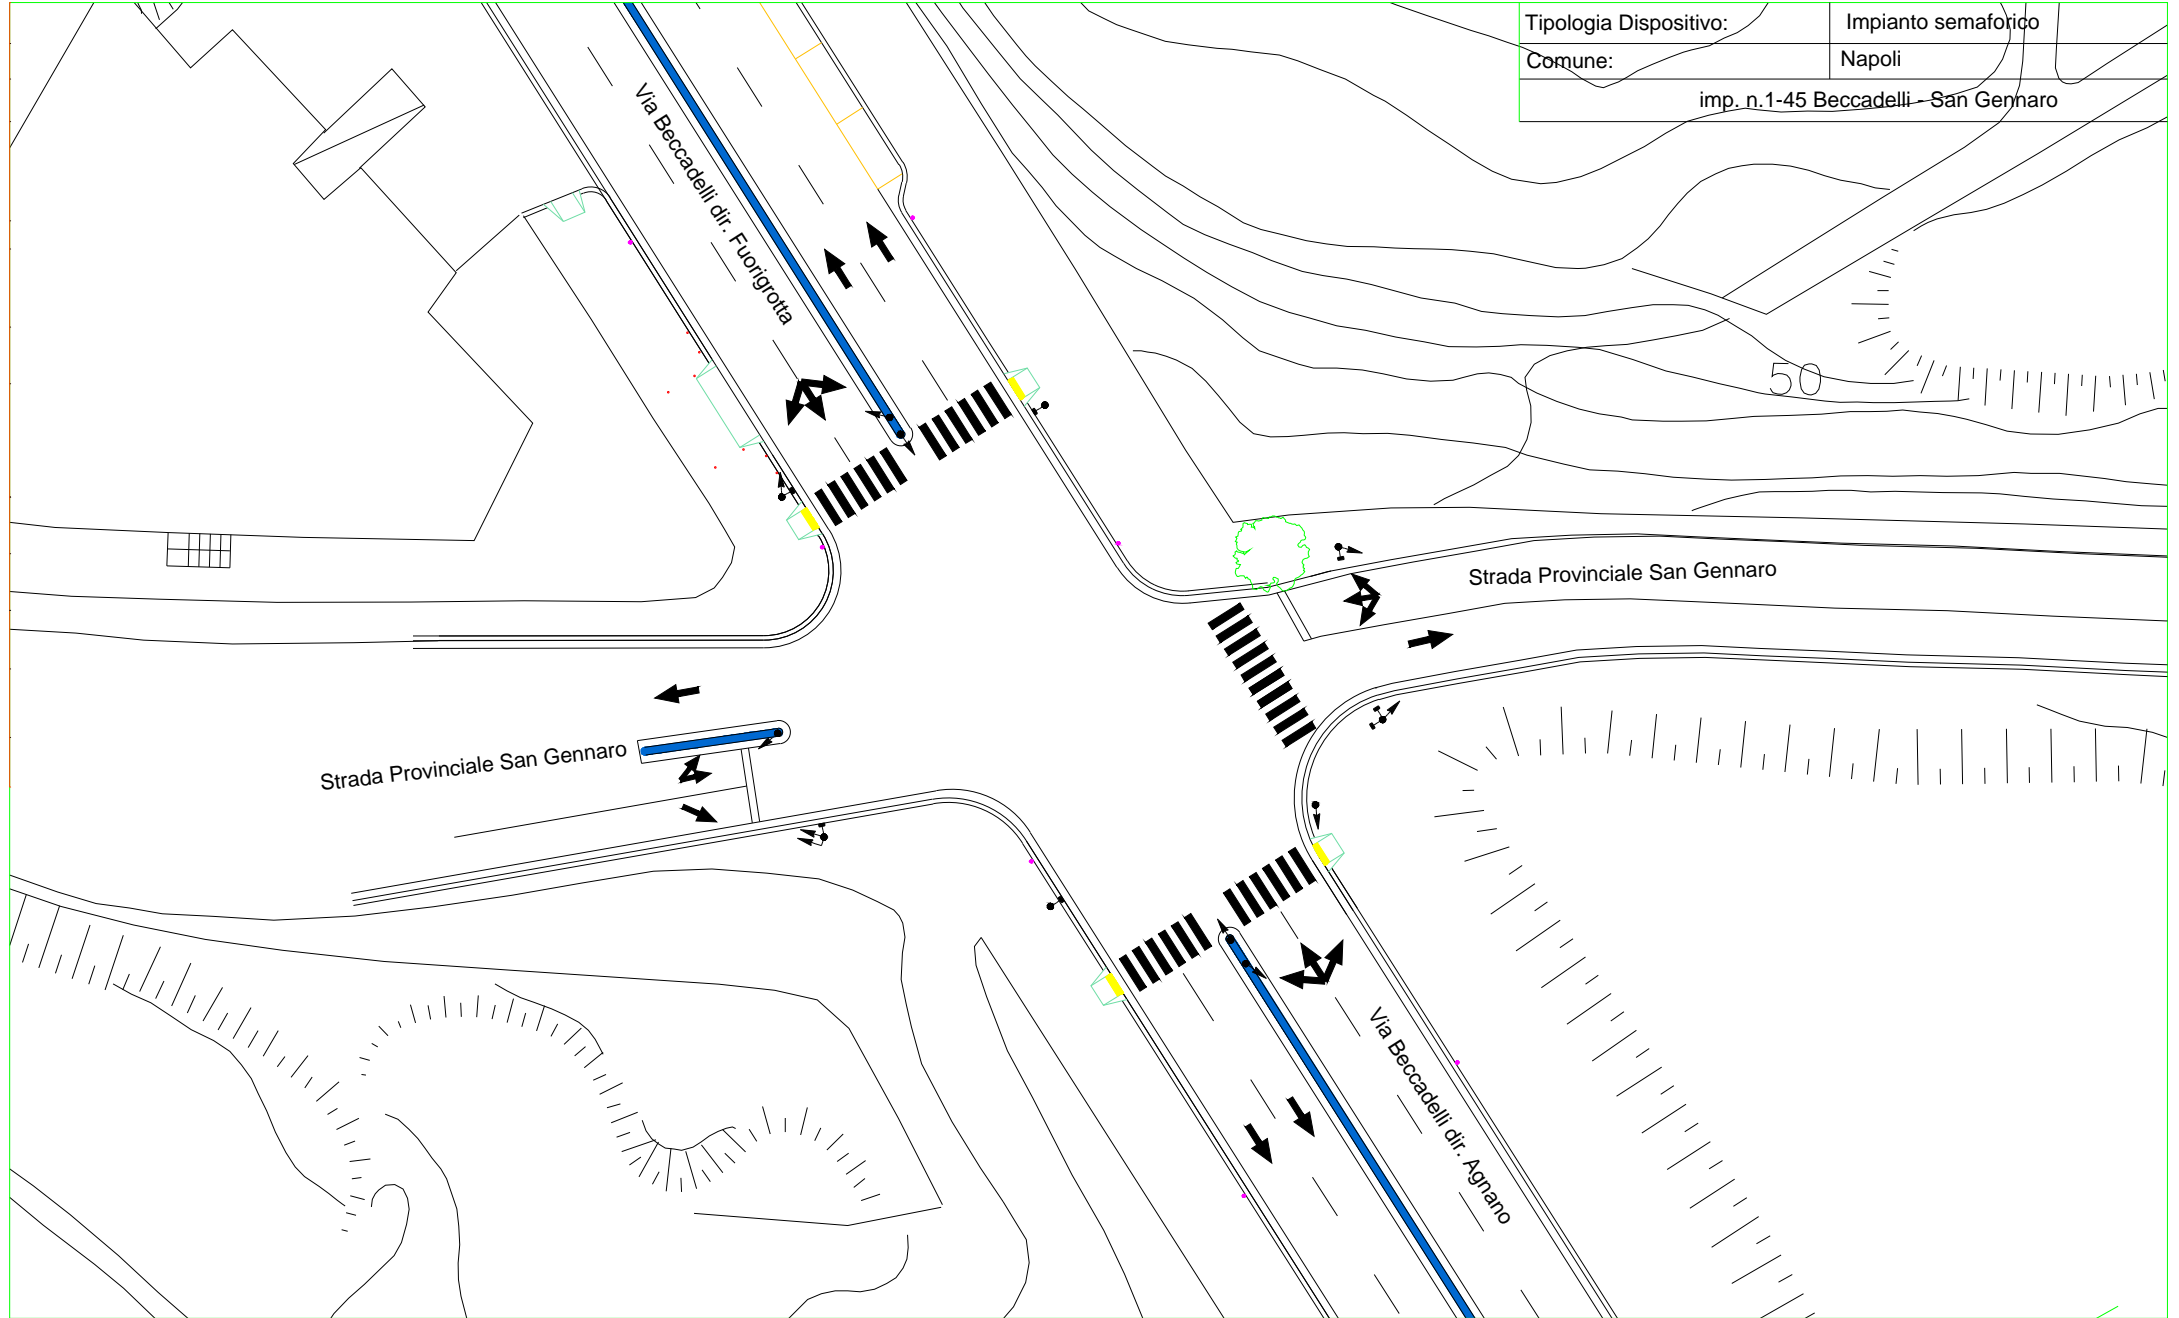 Tipologia Dispositivo: Impianto semaforico
Comune: Napoli
imp. n.1-45 Beccadelli - San Gennaro
Via Beccadelli dir. Fuorigrotta
50
Strada Provinciale San Gennaro
Strada Provinciale San Gennaro
Via Beccadelli dir. Agnano